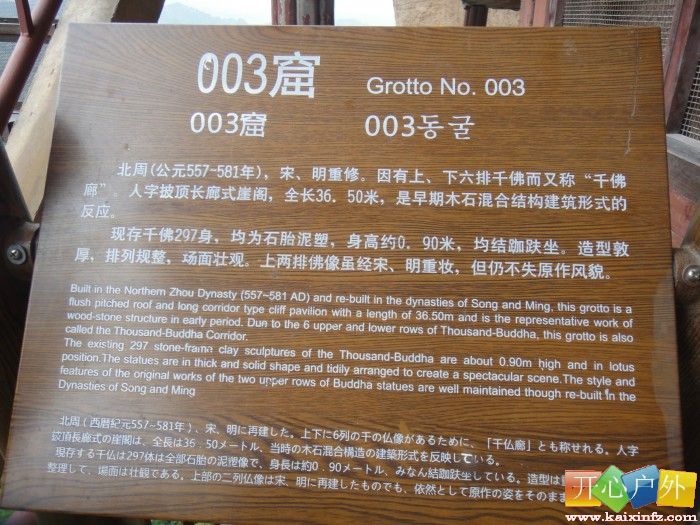 003窟 Grotto No. 003
003窟 003동굴
北周(公元557-581年)，宋、明重修。因有上、下六排千佛而又称“千佛
廊”。人字披顶长廊式崖阁，全长36. 50米，是早期木石混合结构建筑形式的
反应。
现存千佛297身，均为石胎泥塑，身高约0. 90米，均结跏趺坐。造型敦
厚，排列规整，场面壮观。上两排佛像虽经宋、明重妆，但仍不失原作风貌。
Built in the Northern Zhou Dynasty (557~581 AD) and re-built in the dynasties of Song and Ming, this grotto is a
flush pitched roof and long corridor type cliff pavilion with a length of 36.50m and is the representative work of
wood-stone structure in early period. Dun to the 6 upper and lower rows of Thousand-Buddha, this grotto is also
called the Thousand-Buddha Corridor.
The existing 297 stone-frame clay sculptures of the Thousand-Buddha are about 0.90m high and in lotus
position.The statues are in thick and solid shape and tidily arranged to create a spectacular scene.The style and
features of the original works of the two upper rows of Buddha statues are well maintained though re-built in the
Dynasties of Song and Ming
北周（西暦紀元557~581年）、宋、明に再建した。上下に6列の千の仏像があるために、「千仏廊」とも称せれる。人字
披頂長廊式の崖閣は、全長は36．50メートル、当時の木石混合構造の建築形式を反映している。
現存する千仏は297体は全部石胎の泥塑像で、身長は約0．90メートル、みんな結跏趺坐している。造型は
整理して、場面は壮観である。上部の二列仏像は宋、明に再建したものでも、依然として原作の姿をそのまま
开心户外
www.kaixinfz.com